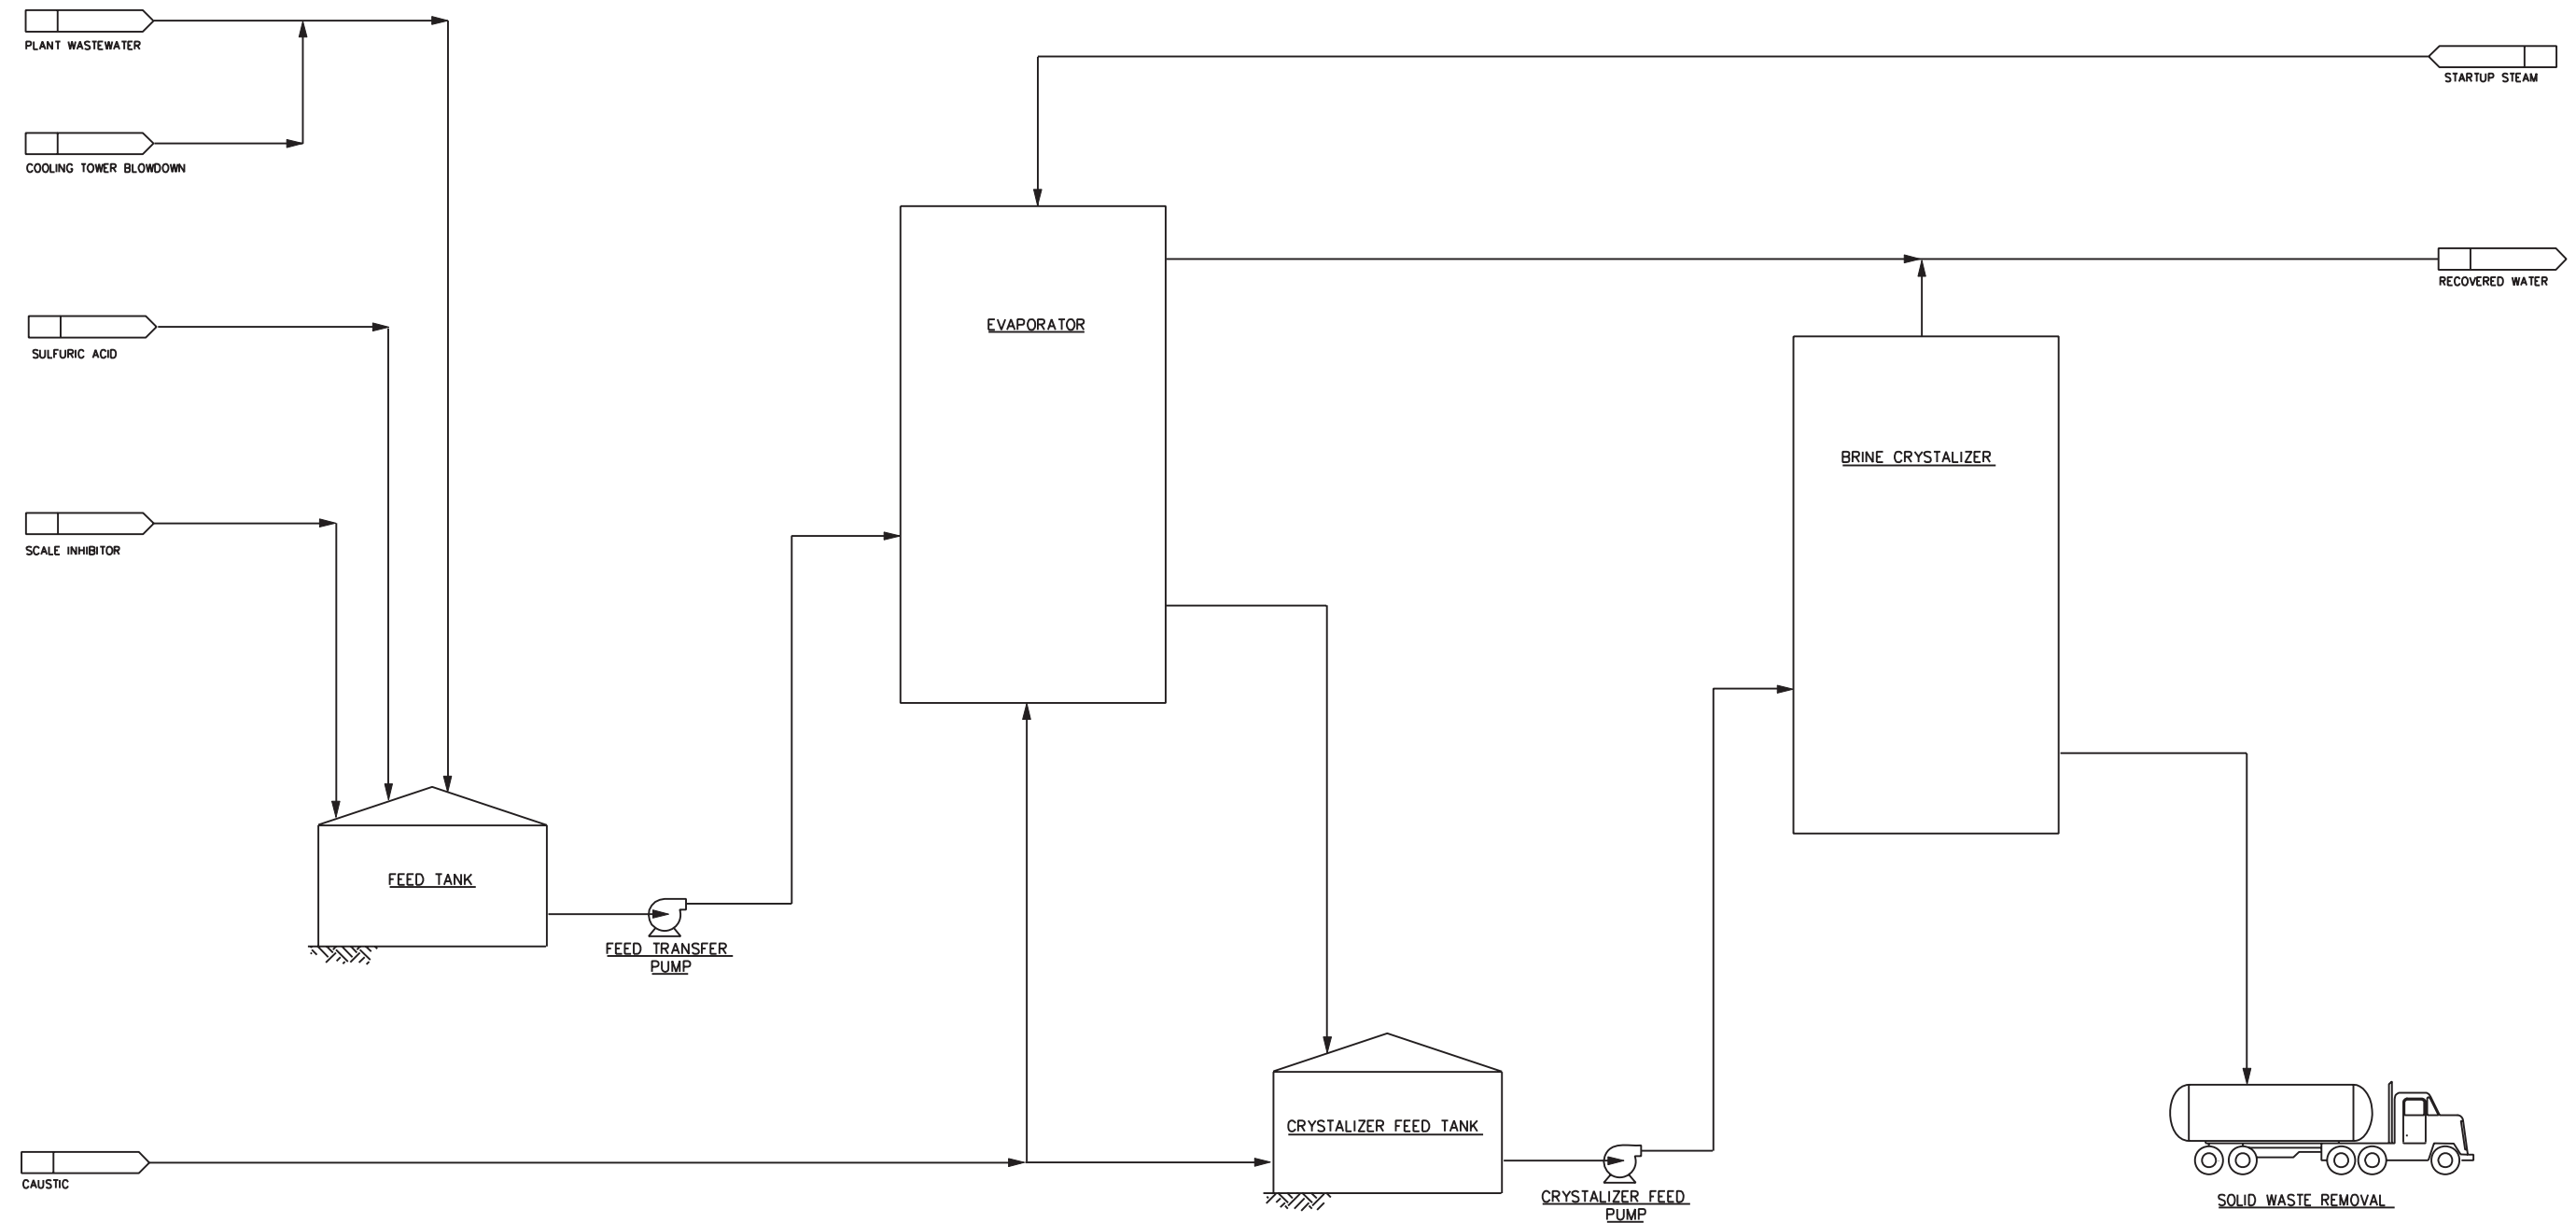 PLANT WASTEWATER
STARTUP STEAM
COOLING TOWER BLOWDOWN
RECOVERED WATER
EVAPORATOR
SULFURIC ACID
BRINE CRYSTALIZER
SCALE INHIBITOR
FEED TANK
FEED TRANSFER
PUMP
CRYSTALIZER FEED TANK
CAUSTIC
CRYSTALIZER FEED
PUMP
SOLID WASTE REMOVAL